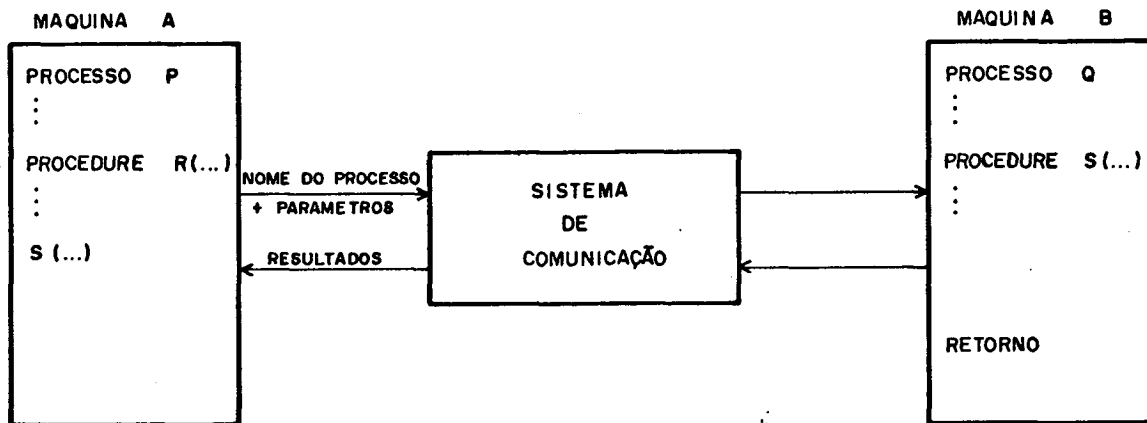 MAQUINA A
PROCESSO P
PROCEDURE R(...)
S(...)
NOME DO PROCESSO
+ PARAMETROS
RESULTADOS
SISTEMA
DE
COMUNICAÇÃO
MAQUINA B
PROCESSO Q
PROCEDURE S(...)
RETORNO